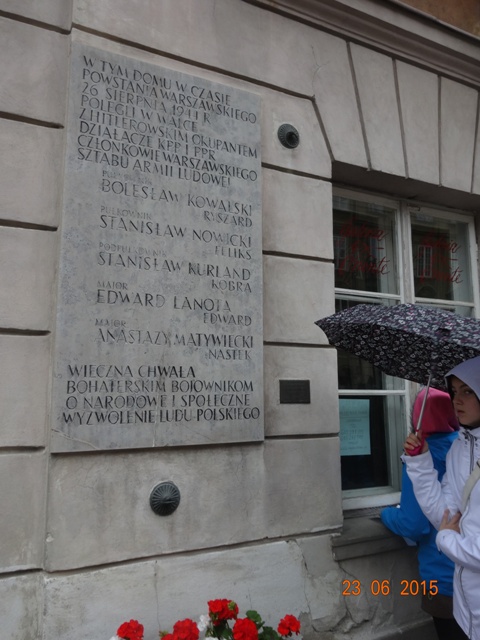 W TYM DOMU W CZASIE
POWSTANIA WARSZAWSKIEGO
26 SIERPNIA 1944 R
POLEGLI W WALCE
Z HITLEROWSKIM OKUPANTEM
DZIAŁACZE KPP I PPR
CZŁONKOWIE WARSZAWSKIEGO
SZTABU ARMII LUDOWEJ
BOLESŁAW KOWALSKI
RYSZARD
STANISŁAW NOWICKI
FELIKS
STANISŁAW KURLAND
KOBRA
MAJOR
EDWARD LANOTA
EDWARD
MAJOR
ANASTAZY MATYWIECKI
NASTEK
WIECZNA CHWAŁA
BOHATERSKIM BOJOWNIKOM
O NARODOWE I SPOŁECZNE
WYZWOLENIE LUDU POLSKIEGO
23 06 2015